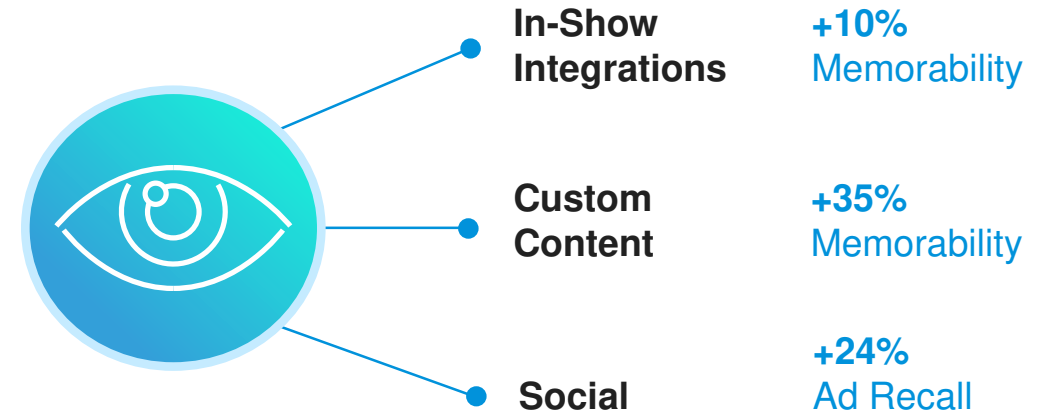 In-Show
Integrations
+10%
Memorability
Custom
Content
+35%
Memorability
Social
+24%
Ad Recall